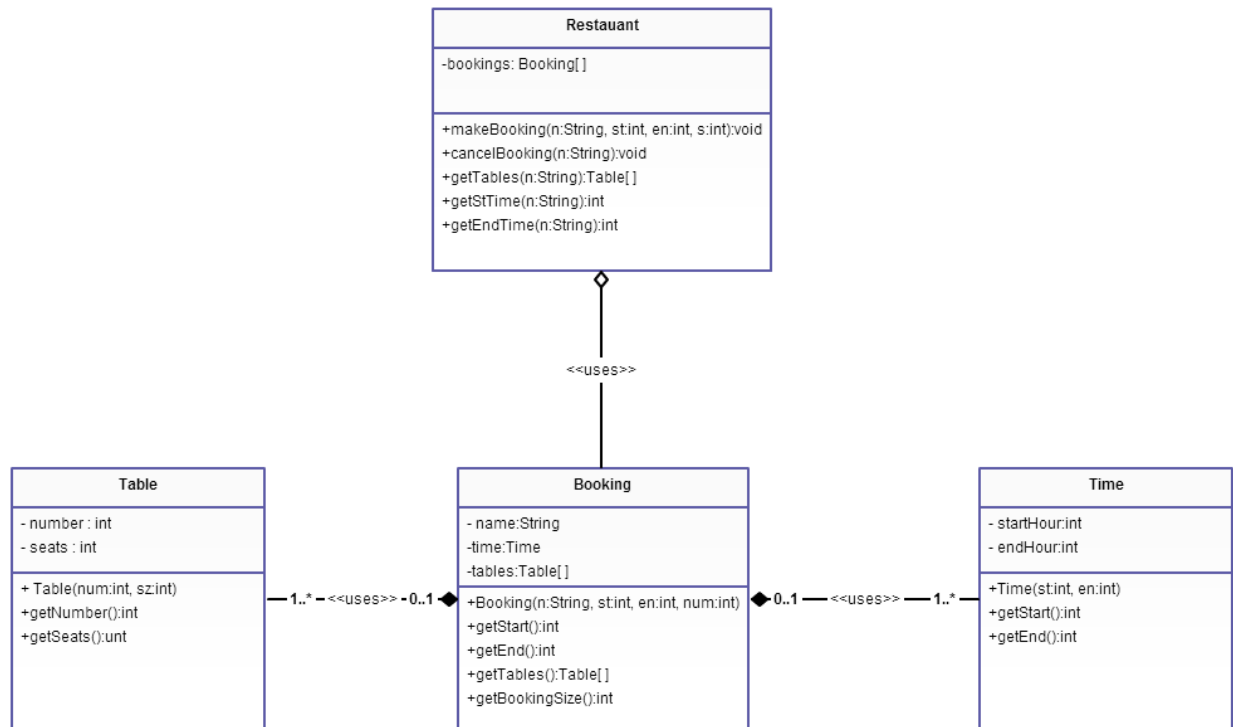 Restauant
-bookings: Booking[ ]
+makeBooking(n:String, st:int, en:int, s:int):void
+cancelBooking(n:String):void
+getTables(n:String):Table[ ]
+getStTime(n:String):int
+getEndTime(n:String):int
<<uses>>
Table
- number : int
- seats : int
+ Table(num:int, sz:int)
+getNumber():int
+getSeats():unt
1..* <<uses>> 0..1
Booking
- name:String
-time:Time
-tables:Table[ ]
+Booking(n:String, st:int, en:int, num:int)
+getStart():int
+getEnd():int
+getTables():Table[ ]
+getBookingSize():int
0..1 <<uses>> 1..*
Time
- startHour:int
- endHour:int
+Time(st:int, en:int)
+getStart():int
+getEnd():int